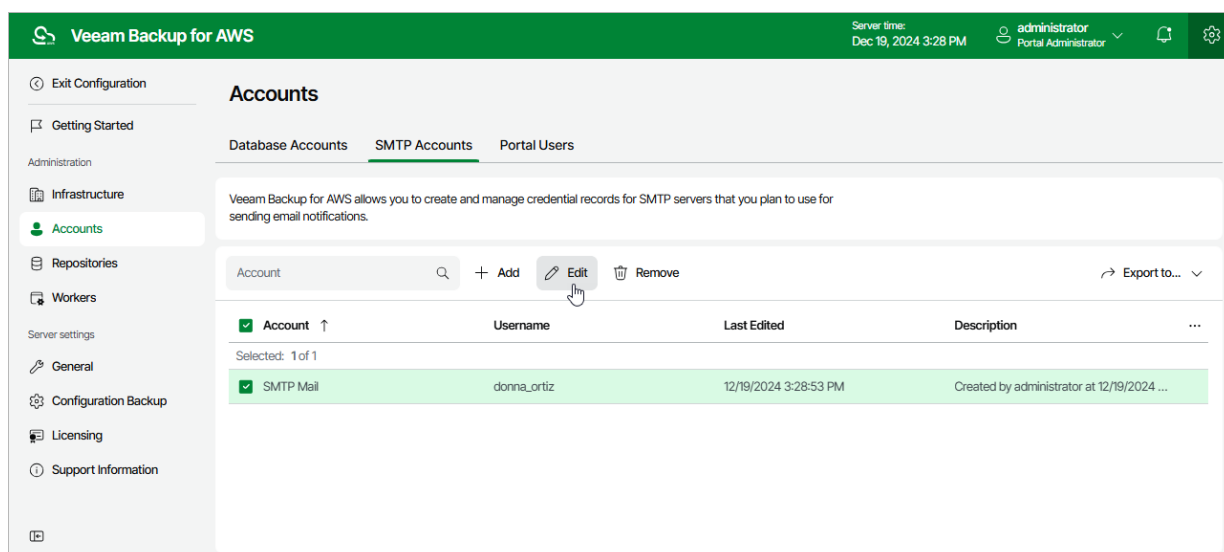 Veeam Backup for AWS
Server time:
Dec 19, 2024 3:28 PM
administrator
Portal Administrator
Exit Configuration
Getting Started
Administration
Infrastructure
Accounts
Repositories
Workers
Server settings
General
Configuration Backup
Licensing
Support Information
Accounts
Database Accounts SMTP Accounts Portal Users
Veeam Backup for AWS allows you to create and manage credential records for SMTP servers that you plan to use for
sending email notifications.
Account Add Edit Remove Export to...
Account Username Last Edited Description
Selected: 1 of 1
SMTP Mail donna_ortiz 12/19/2024 3:28:53 PM Created by administrator at 12/19/2024 ...